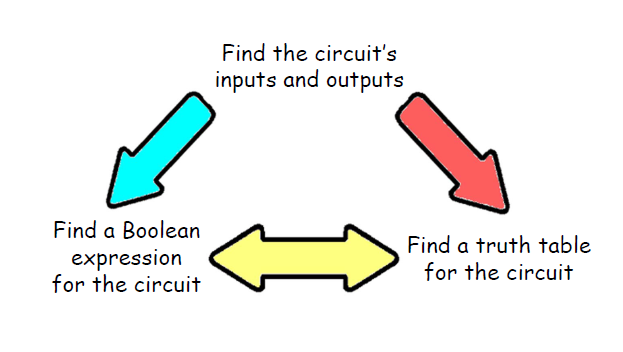 Find the circuit's
inputs and outputs
Find a Boolean
expression
for the circuit
Find a truth table
for the circuit